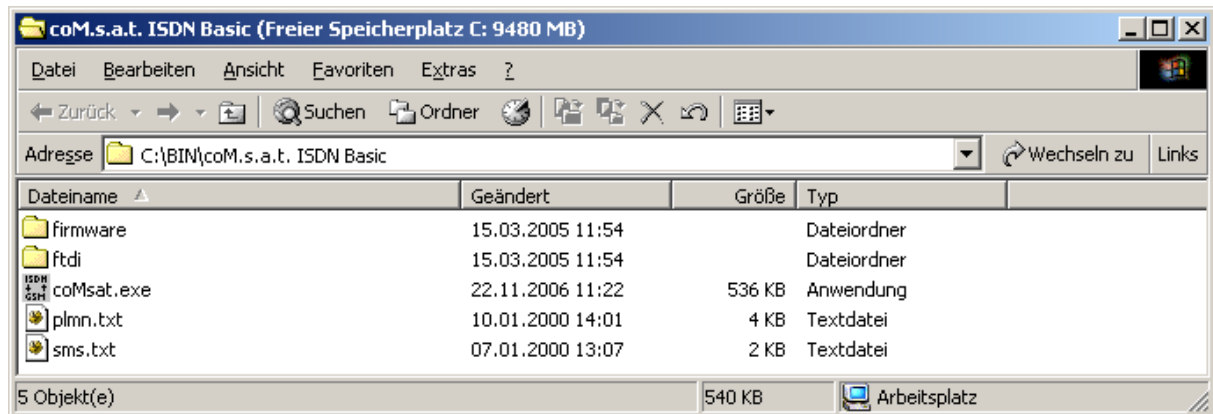 coM.s.a.t. ISDN Basic (Freier Speicherplatz C: 9480 MB)
Datei Bearbeiten Ansicht Favoriten Extras ?
Zurück Suchen Ordner
Adresse C:\BIN\coM.s.a.t. ISDN Basic Wechseln zu Links
Dateiname Geändert Größe Typ
firmware 15.03.2005 11:54 Dateiordner
ftdi 15.03.2005 11:54 Dateiordner
ISDN GSM coMsat.exe 22.11.2006 11:22 536 KB Anwendung
plmn.txt 10.01.2000 14:01 4 KB Textdatei
sms.txt 07.01.2000 13:07 2 KB Textdatei
5 Objekt(e) 540 KB Arbeitsplatz